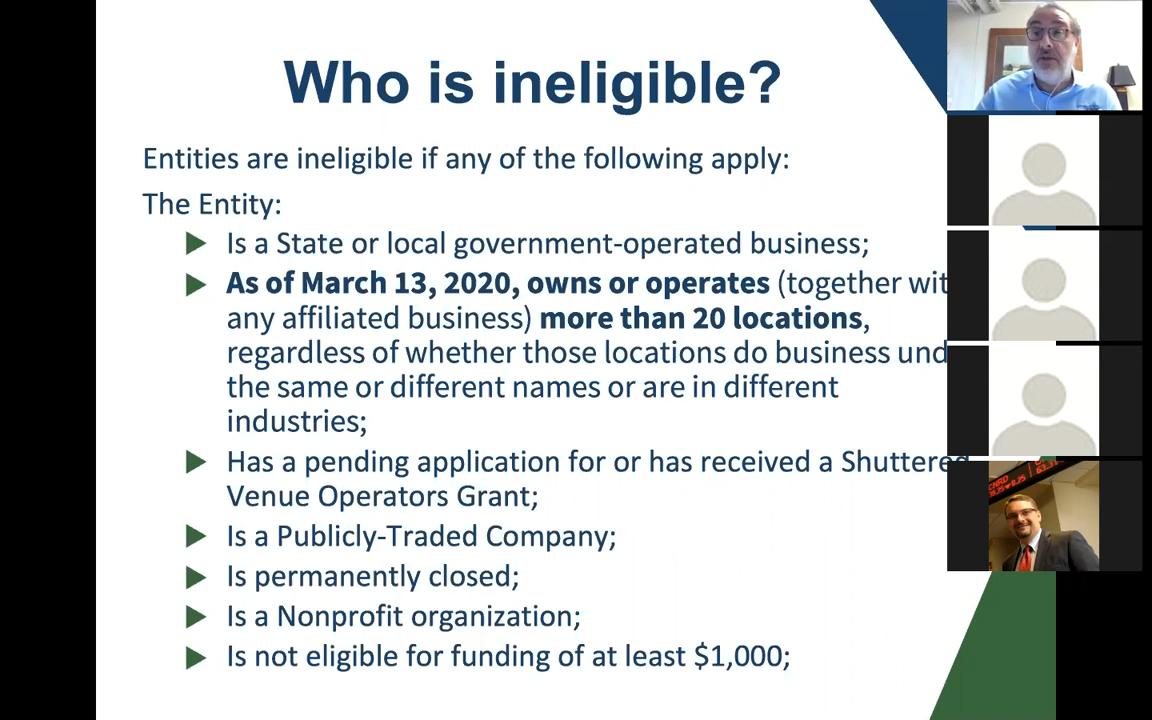 Who is ineligible?
Entities are ineligible if any of the following apply:
The Entity:
Is a State or local government-operated business;
As of March 13, 2020, owns or operates (together wit
any affiliated business) more than 20 locations,
regardless of whether those locations do business und
the same or different names or are in different
industries;
Has a pending application for or has received a Shuttered
Venue Operators Grant;
Is a Publicly-Traded Company;
Is permanently closed;
Is a Nonprofit organization;
Is not eligible for funding of at least $1,000;